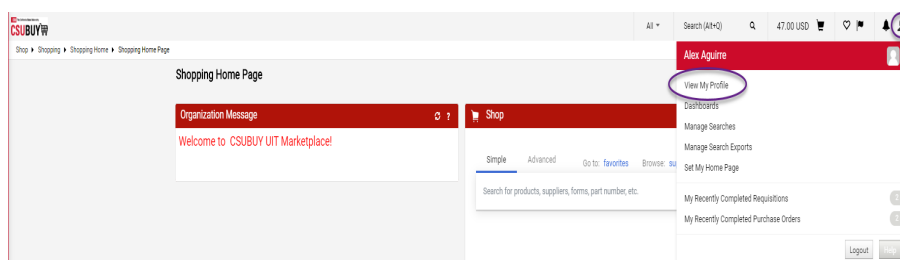 CSUBUY
All
Search (Alt+Q)
47.00 USD
Shop Shopping Shopping Home Shopping Home Page
Alex Aguirre
Shopping Home Page
View My Profile
Dashboards
Organization Message ?
Shop
Manage Searches
Welcome to CSUBUY UIT Marketplace!
Manage Search Exports
Simple Advanced Go to: favorites Browse:
Set My Home Page
Search for products, suppliers, forms, part number, etc.
My Recently Completed Requisitions
My Recently Completed Purchase Orders
Logout